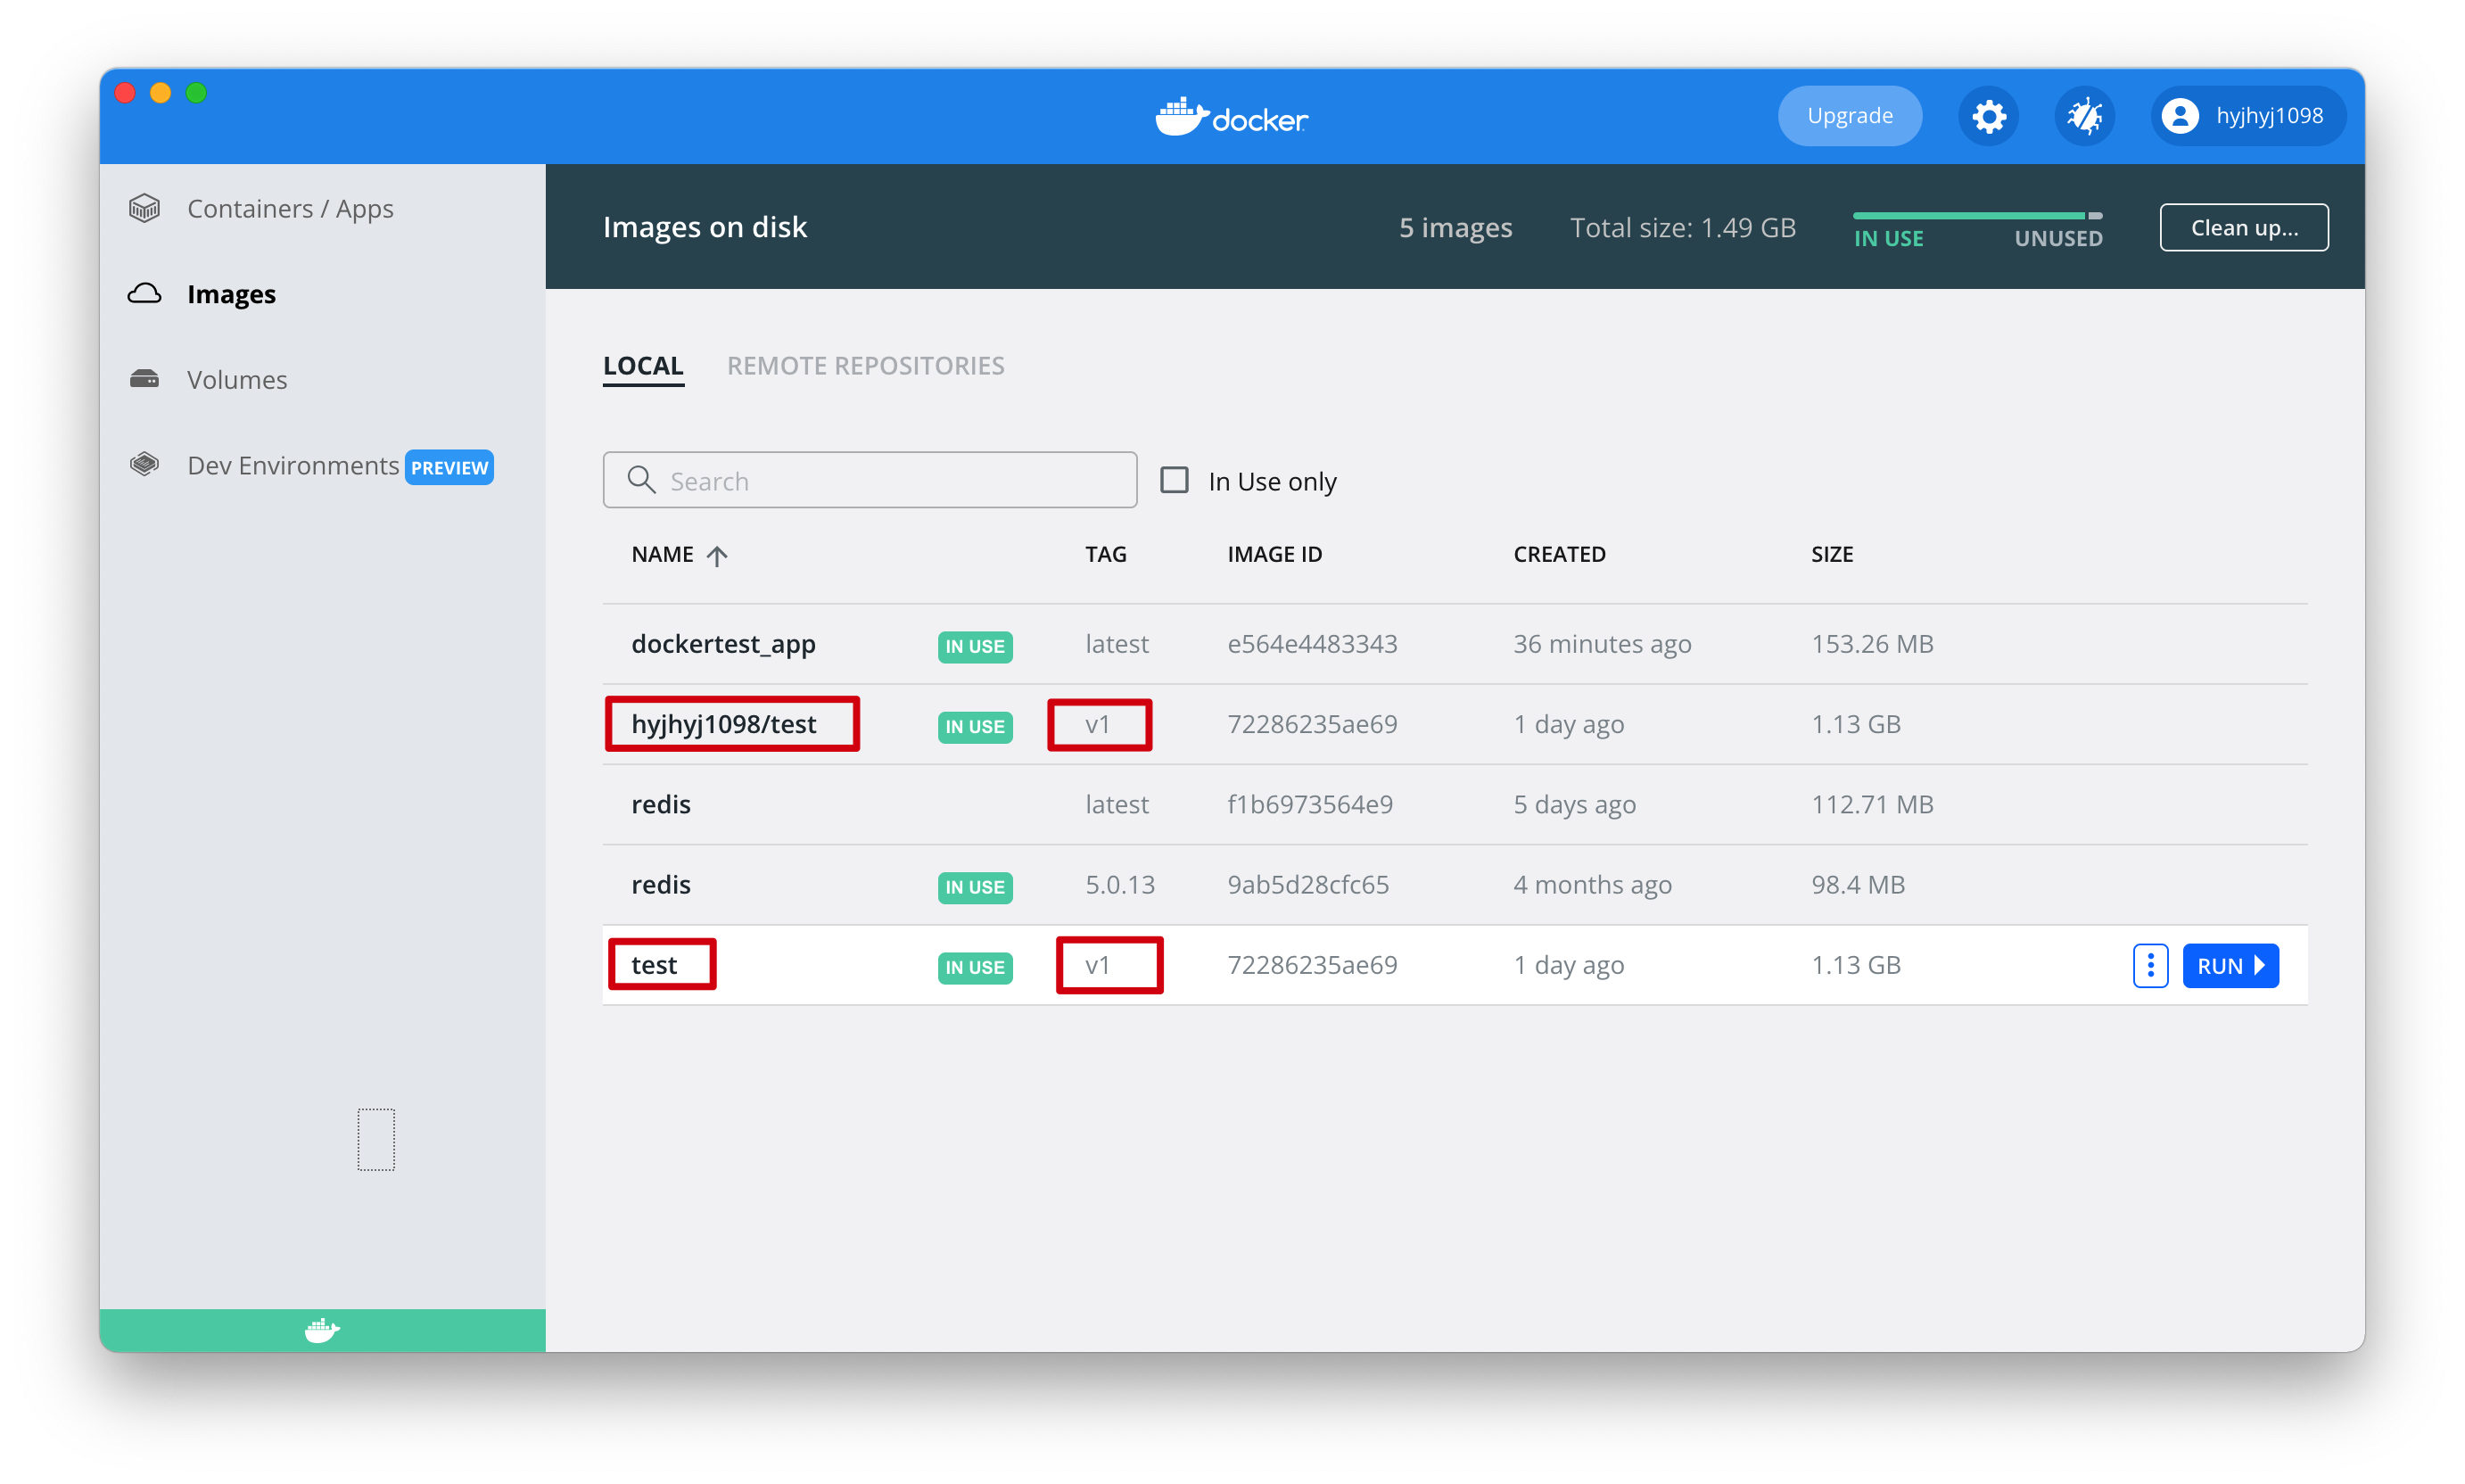 docker
Upgrade
hyjhyj1098
Containers / Apps
Images
Volumes
Dev Environments PREVIEW
Images on disk
5 images
Total size: 1.49 GB
IN USE UNUSED
Clean up...
LOCAL REMOTE REPOSITORIES
Search
In Use only
NAME TAG IMAGE ID CREATED SIZE
dockertest_app IN USE latest e564e4483343 36 minutes ago 153.26 MB
hyjhyj1098/test IN USE v1 72286235ae69 1 day ago 1.13 GB
redis latest f1b6973564e9 5 days ago 112.71 MB
redis IN USE 5.0.13 9ab5d28cfc65 4 months ago 98.4 MB
test IN USE v1 72286235ae69 1 day ago 1.13 GB RUN